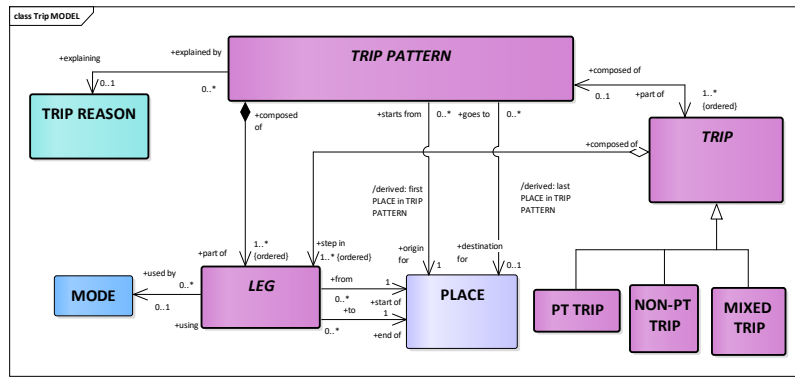 class Trip MODEL
TRIP PATTERN
+explained by
0..*
+explaining
0..1
TRIP REASON
+composed of
0..1
+part of
1..*
{ordered}
TRIP
+composed
of
+starts from
0..*
+goes to
0..*
+composed of
/derived: first
PLACE in TRIP
PATTERN
/derived: last
PLACE in TRIP
PATTERN
+part of
1..*
{ordered}
+step in
1..* {ordered}
+origin
for
1
+destination
for
0..1
MODE
+used by
0..*
0..1
+using
LEG
+from
0..*
+to
0..*
1
+start of
1
+end of
PLACE
PT TRIP
NON-PT
TRIP
MIXED
TRIP